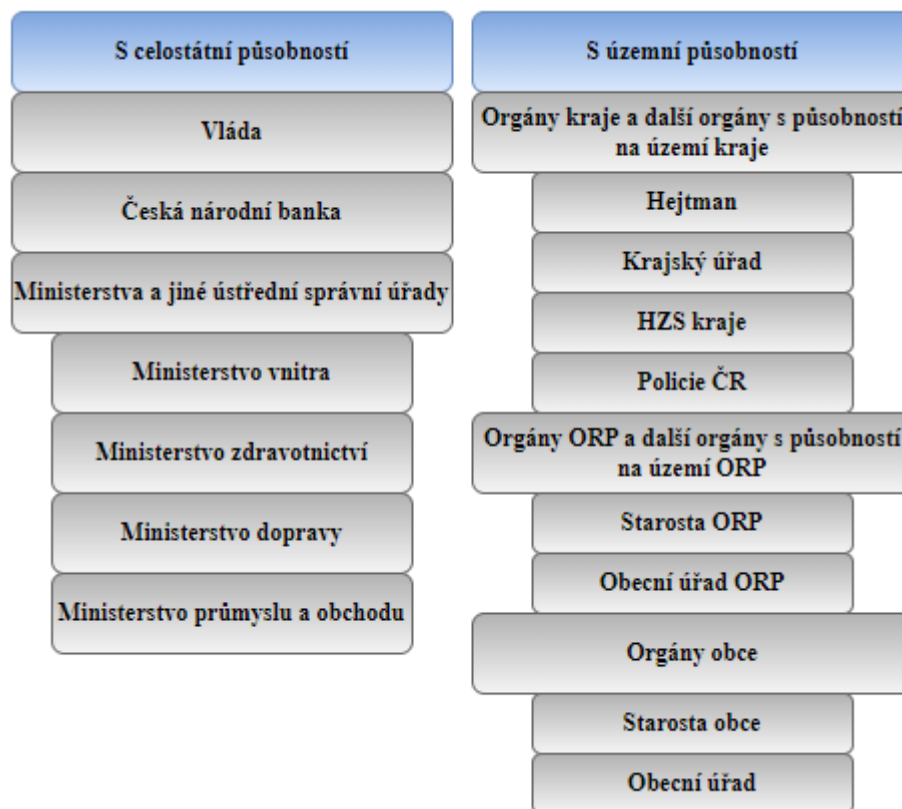 S celostátní působností
Vláda
Česká národní banka
Ministerstva a jiné ústřední správní úřady
Ministerstvo vnitra
Ministerstvo zdravotnictví
Ministerstvo dopravy
Ministerstvo průmyslu a obchodu
S územní působností
Orgány kraje a další orgány s působností
na území kraje
Hejtman
Krajský úřad
HZS kraje
Policie ČR
Orgány ORP a další orgány s působností
na území ORP
Starosta ORP
Obecní úřad ORP
Orgány obce
Starosta obce
Obecní úřad